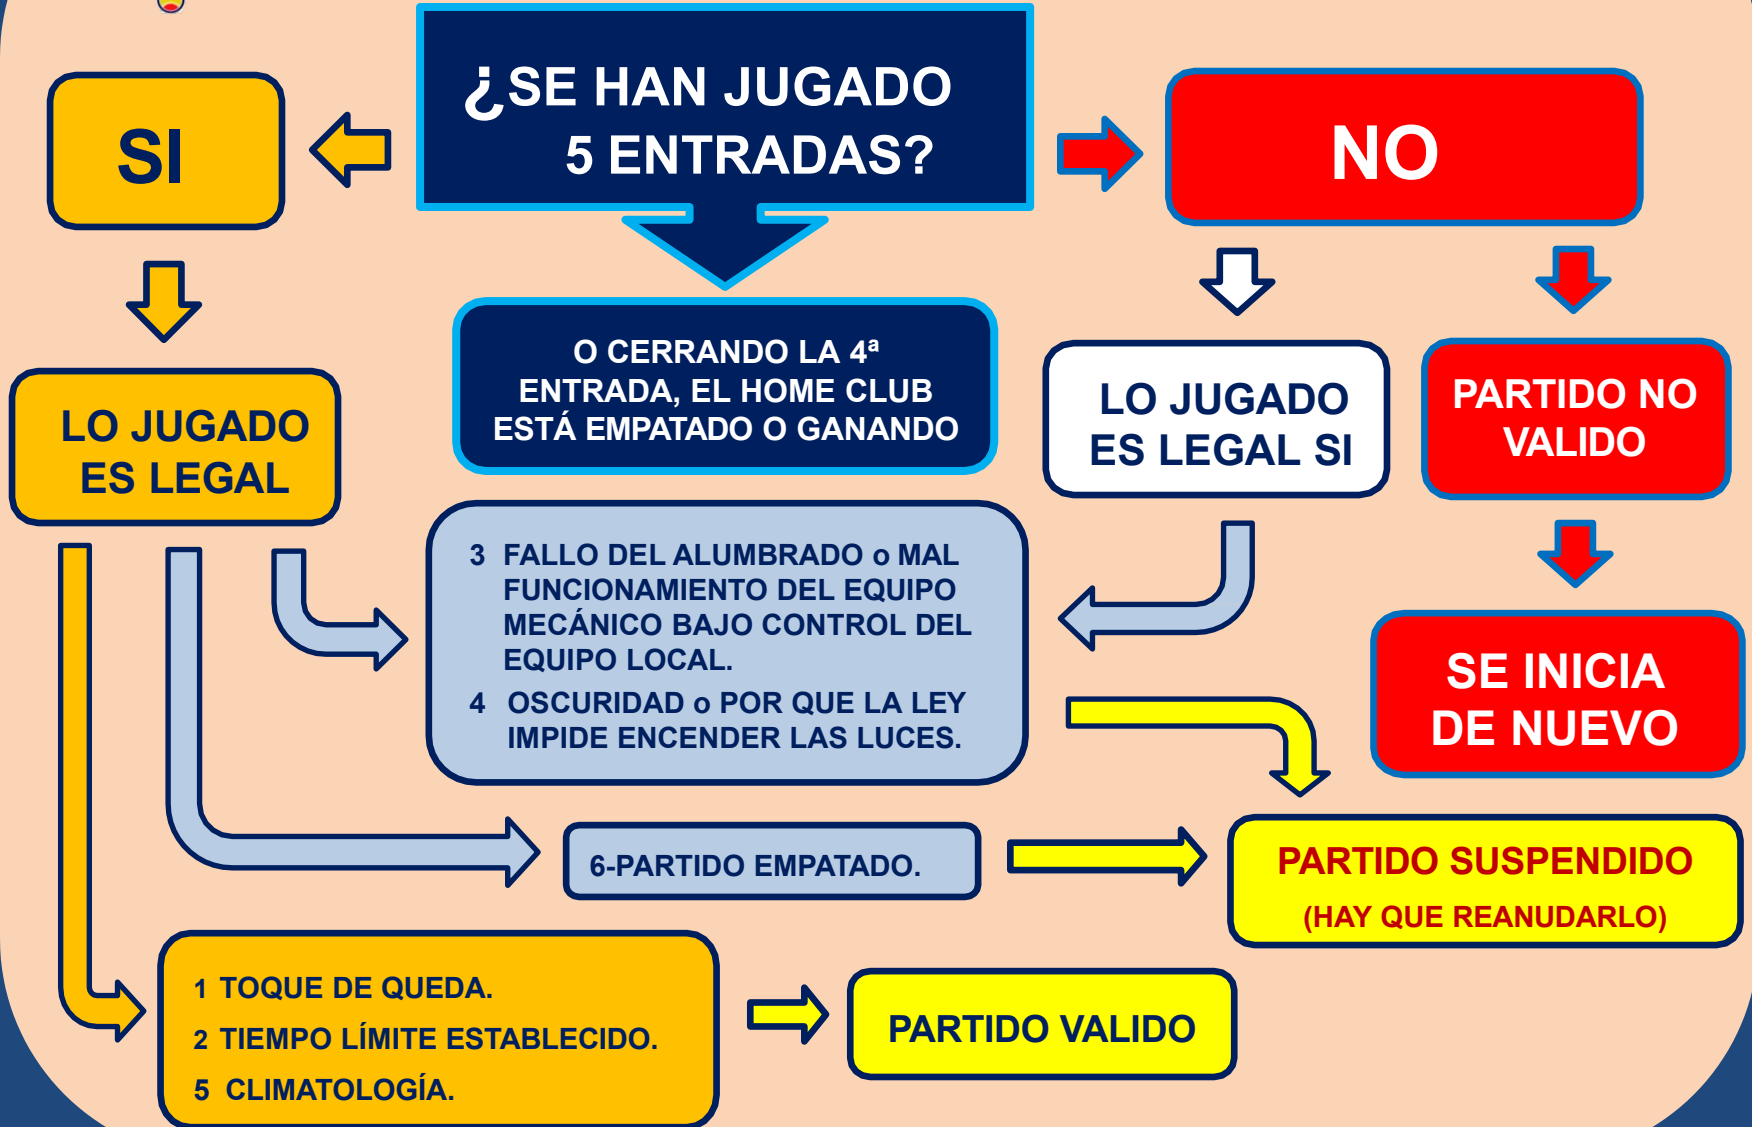 ¿SE HAN JUGADO
5 ENTRADAS?
SI
NO
O CERRANDO LA 4ª
ENTRADA, EL HOME CLUB
ESTÁ EMPATADO O GANANDO
LO JUGADO
ES LEGAL
LO JUGADO
ES LEGAL SI
PARTIDO NO
VALIDO
3 FALLO DEL ALUMBRADO o MAL
FUNCIONAMIENTO DEL EQUIPO
MECÁNICO BAJO CONTROL DEL
EQUIPO LOCAL.
4 OSCURIDAD o POR QUE LA LEY
IMPIDE ENCENDER LAS LUCES.
SE INICIA
DE NUEVO
6-PARTIDO EMPATADO.
PARTIDO SUSPENDIDO
(HAY QUE REANUDARLO)
1 TOQUE DE QUEDA.
2 TIEMPO LÍMITE ESTABLECIDO.
5 CLIMATOLOGÍA.
PARTIDO VALIDO